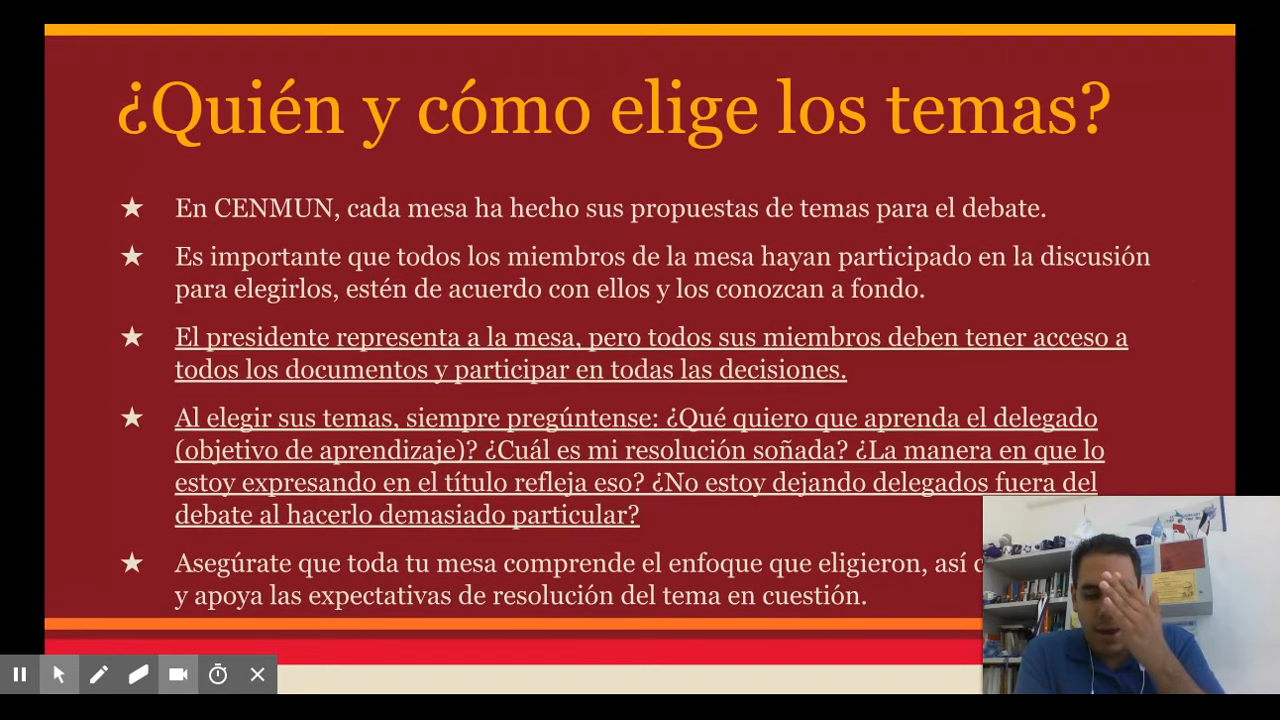 ¿Quién y cómo elige los temas?
★ En CENMUN, cada mesa ha hecho sus propuestas de temas para el debate.
★ Es importante que todos los miembros de la mesa hayan participado en la discusión
para elegirlos, estén de acuerdo con ellos y los conozcan a fondo.
★ El presidente representa a la mesa, pero todos sus miembros deben tener acceso a
todos los documentos y participar en todas las decisiones.
★ Al elegir sus temas, siempre pregúntense: ¿Qué quiero que aprenda el delegado
(objetivo de aprendizaje)? ¿Cuál es mi resolución soñada? ¿La manera en que lo
estoy expresando en el título refleja eso? ¿No estoy dejando delegados fuera del
debate al hacerlo demasiado particular?
★ Asegúrate que toda tu mesa comprende el enfoque que eligieron, así
y apoya las expectativas de resolución del tema en cuestión.